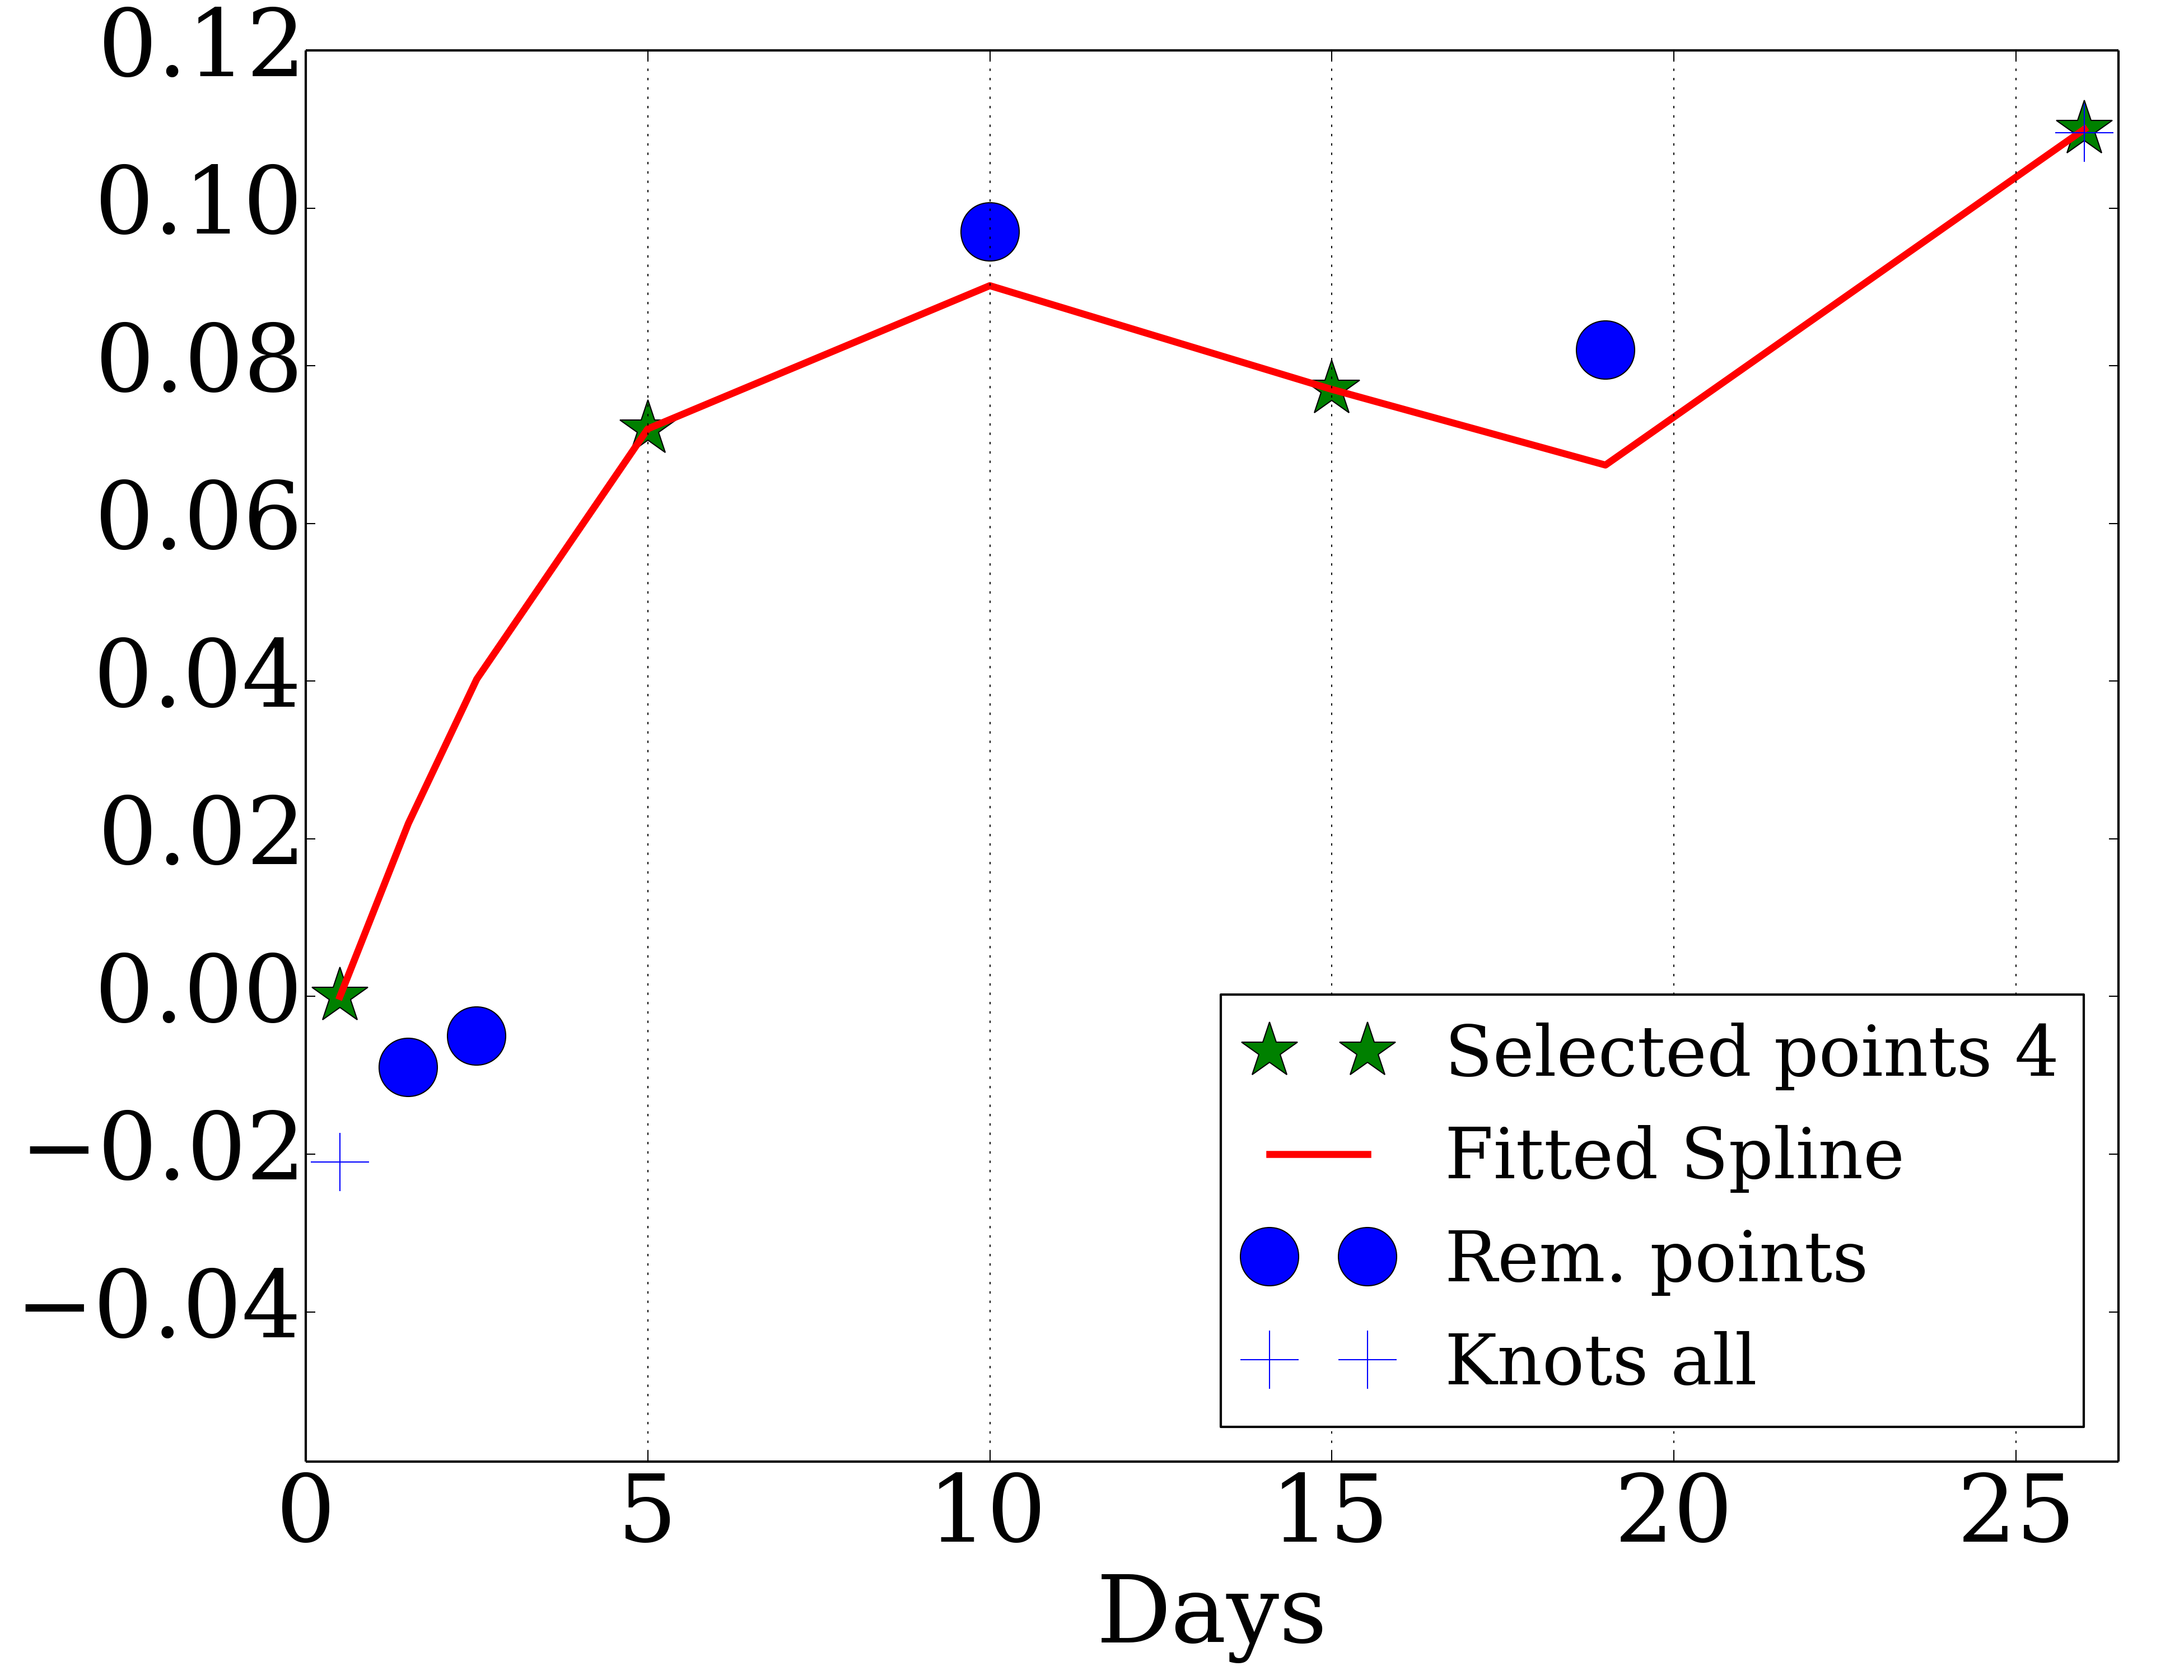 0.12
0.10
0.08
0.06
0.04
0.02
0.00
−0.02
−0.04
Selected points 4
Fitted Spline
Rem. points
Knots all
0 5 10 15 20 25
Days